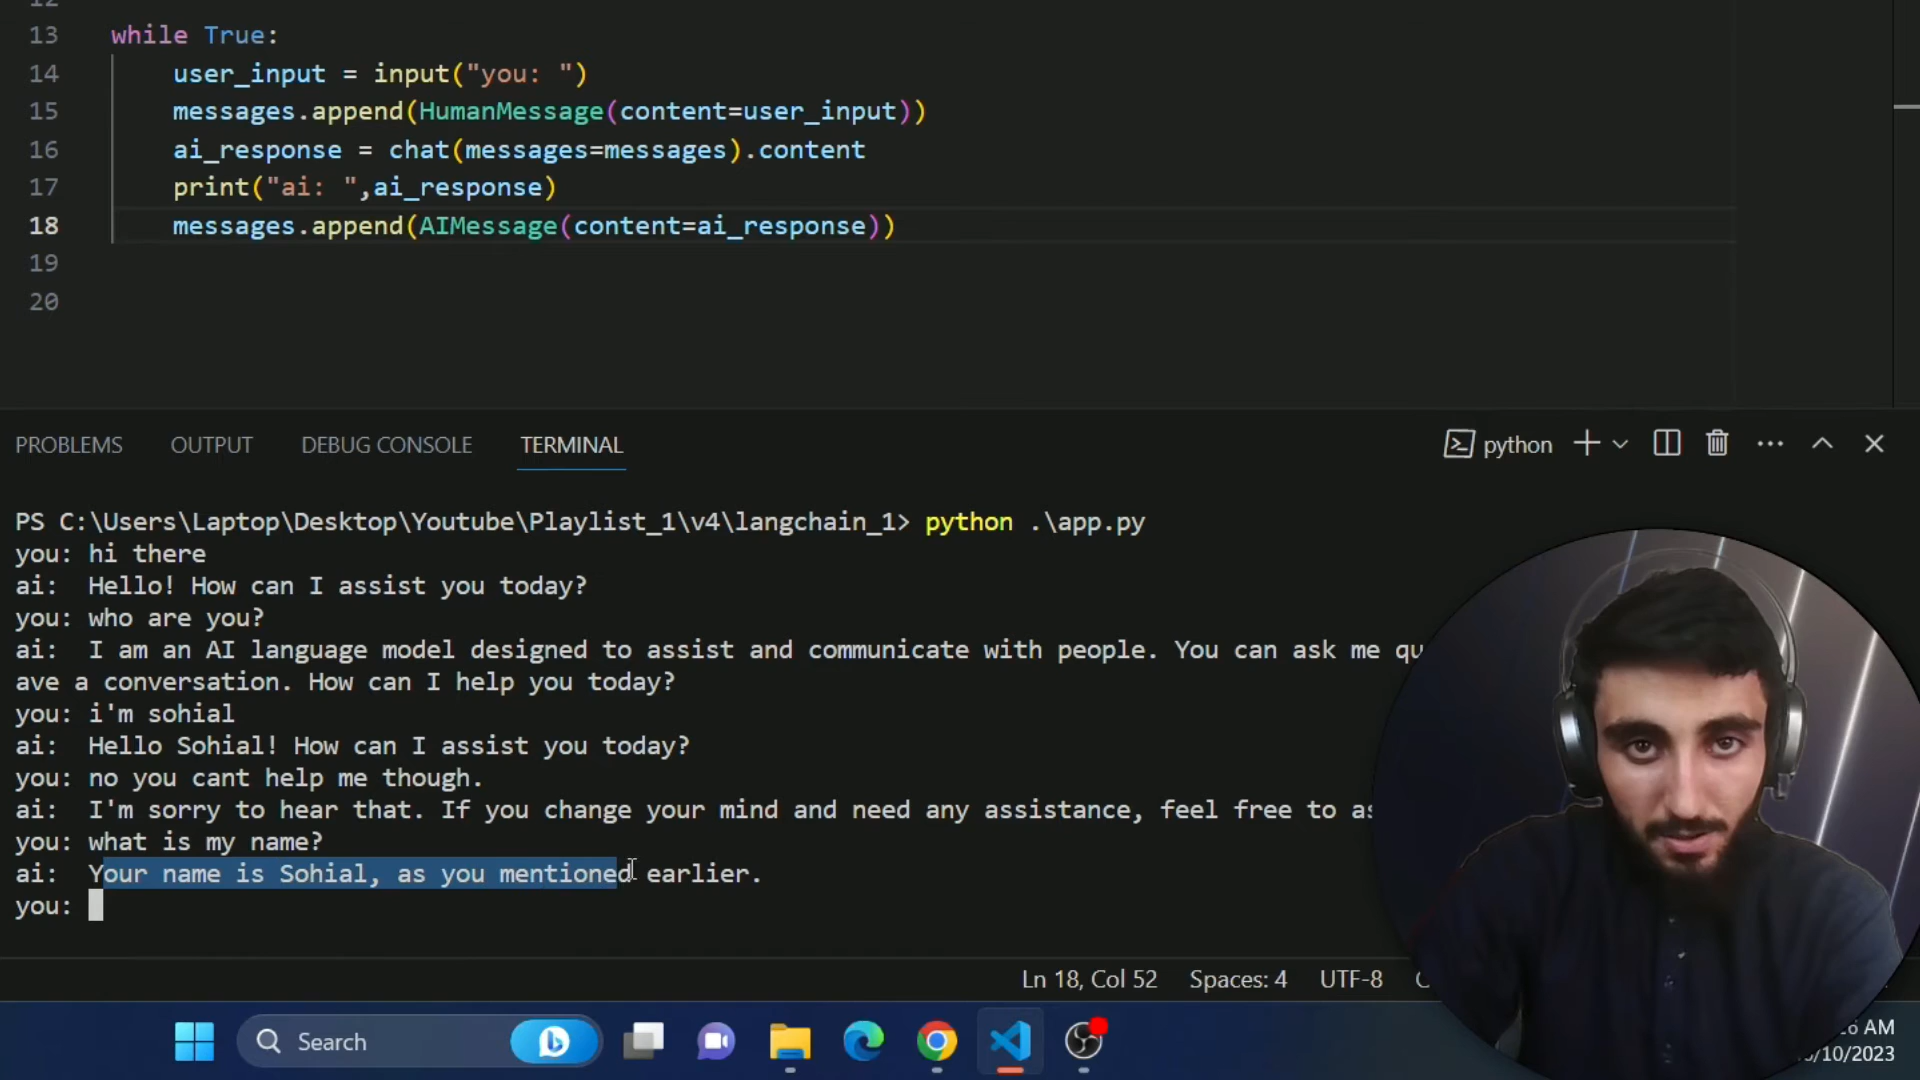 12
13 while True:
14 user_input = input("you: ")
15 messages.append(HumanMessage(content=user_input))
16 ai_response = chat(messages=messages).content
17 print("ai: ",ai_response)
18 messages.append(AIMessage(content=ai_response))
19
20
PROBLEMS OUTPUT DEBUG CONSOLE TERMINAL python
PS C:\Users\Laptop\Desktop\Youtube\Playlist_1\v4\langchain_1> python .\app.py
you: hi there
ai:  Hello! How can I assist you today?
you: who are you?
ai:  I am an AI language model designed to assist and communicate with people. You can ask me qu
ave a conversation. How can I help you today?
you: i'm sohial
ai:  Hello Sohial! How can I assist you today?
you: no you cant help me though.
ai:  I'm sorry to hear that. If you change your mind and need any assistance, feel free to as
you: what is my name?
ai:  Your name is Sohial, as you mentioned earlier.
you:
Ln 18, Col 52 Spaces: 4 UTF-8
Search
AM
/10/2023